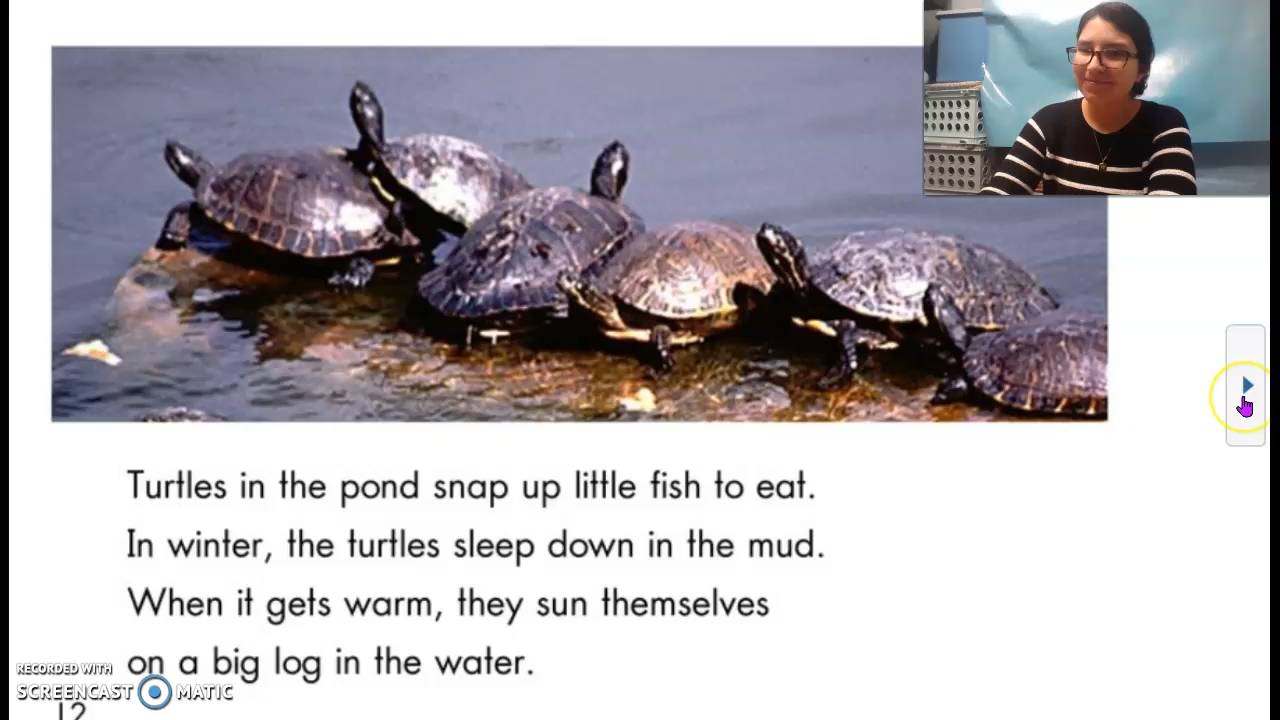 Turtles in the pond snap up little fish to eat.
In winter, the turtles sleep down in the mud.
When it gets warm, they sun themselves
on a big log in the water.
RECORDED WITH
SCREENCAST MATIC
12